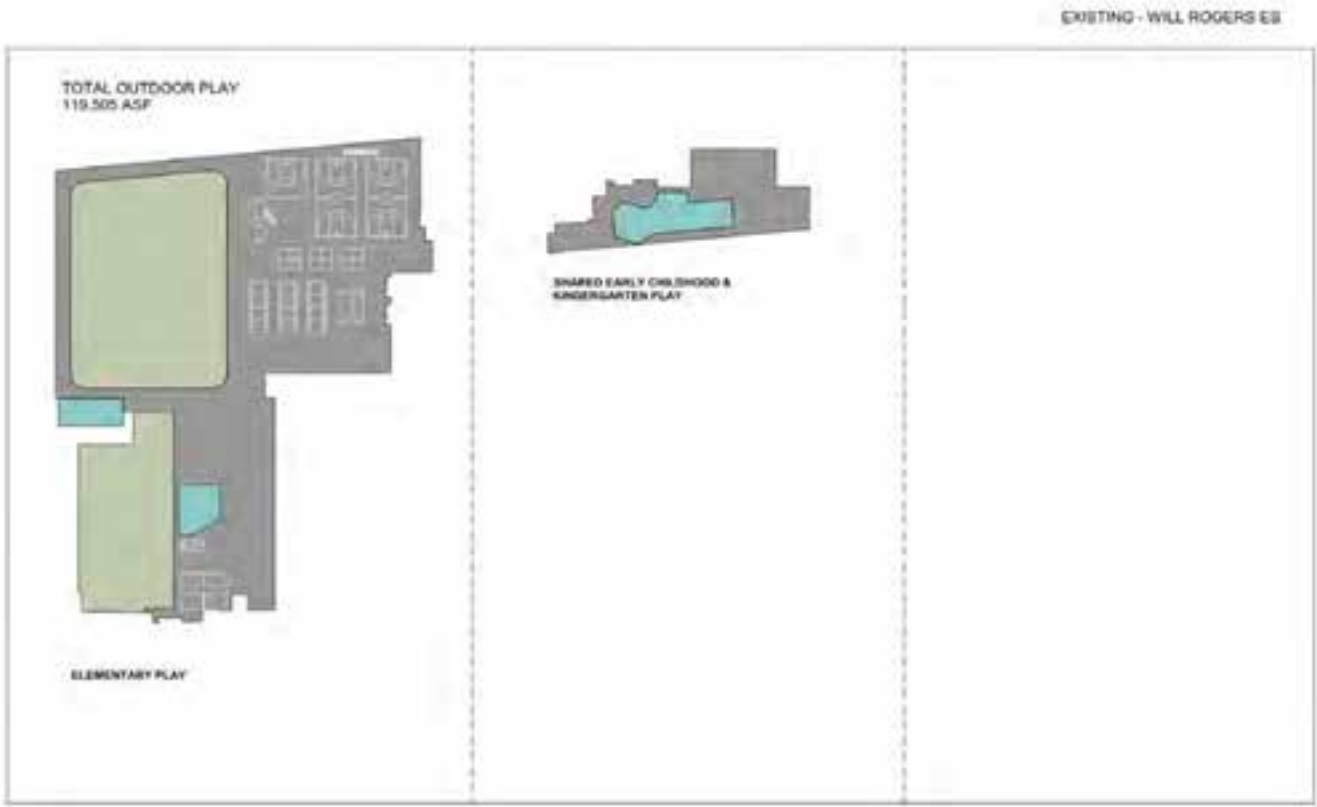 EXISTING - WILL ROGERS ES
TOTAL OUTDOOR PLAY
119,505 ASF
SHARED EARLY CHILDHOOD &
KINDERGARTEN PLAY
ELEMENTARY PLAY